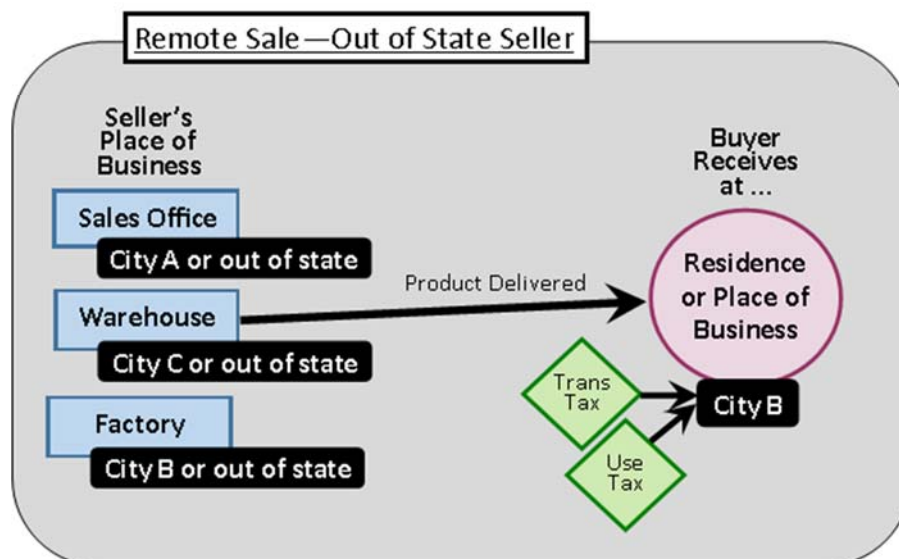 Remote Sale—Out of State Seller
Seller's
Place of
Business
Sales Office
City A or out of state
Warehouse
City C or out of state
Factory
City B or out of state
Product Delivered
Buyer
Receives
at ...
Residence
or Place of
Business
City B
Trans
Tax
Use
Tax